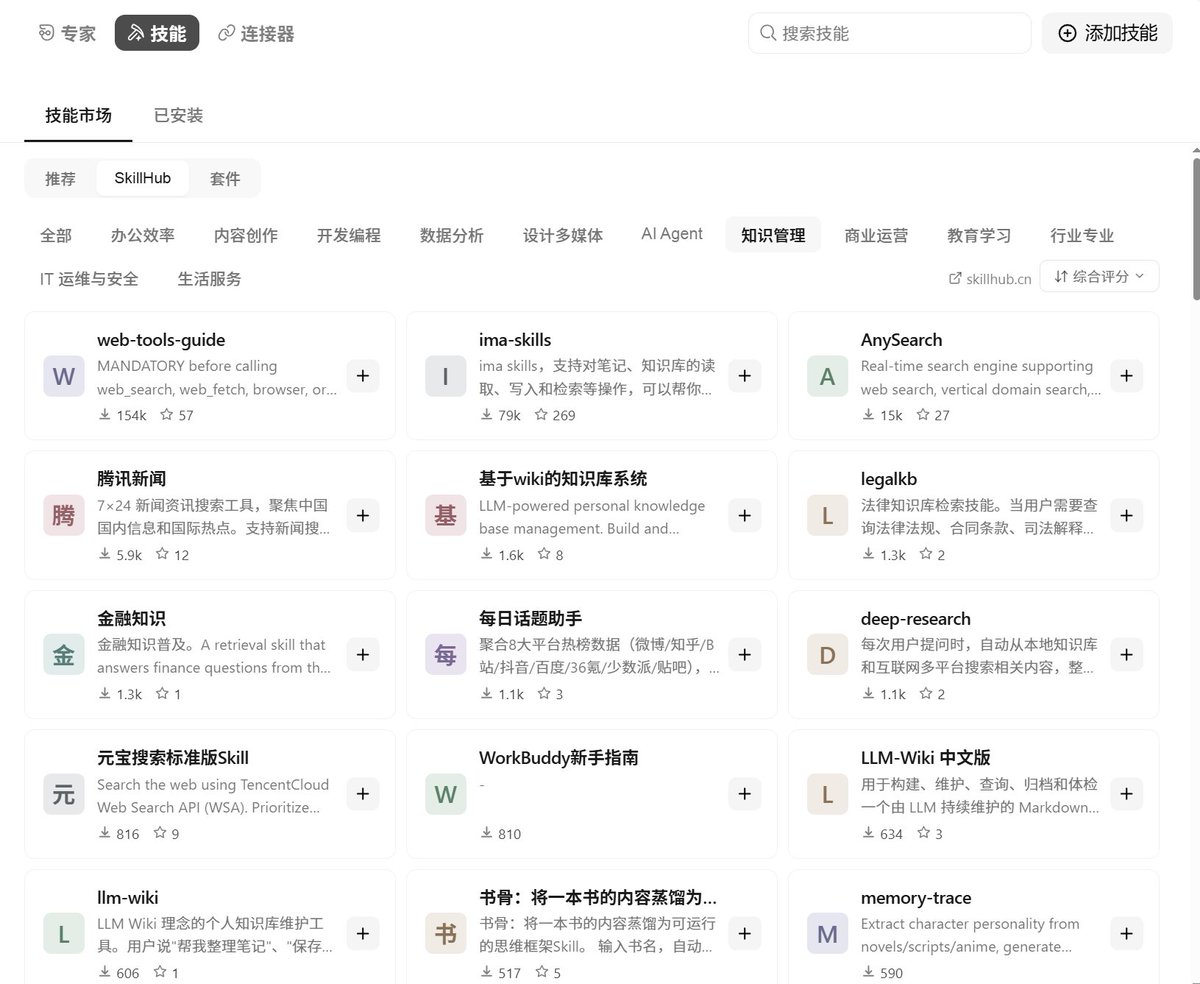 专家
技能
连接器
搜索技能
添加技能
技能市场
已安装
推荐
SkillHub
套件
全部
办公效率
内容创作
开发编程
数据分析
设计多媒体
AI Agent
知识管理
商业运营
教育学习
行业专业
IT 运维与安全
生活服务
skillhub.cn
综合评分
W
web-tools-guide
MANDATORY before calling
web_search, web_fetch, browser, or...
154k
57
I
ima-skills
ima skills，支持对笔记、知识库的读
取、写入和检索等操作，可以帮你...
79k
269
A
AnySearch
Real-time search engine supporting
web search, vertical domain search,...
15k
27
腾
腾讯新闻
7×24 新闻资讯搜索工具，聚焦中国
国内信息和国际热点。支持新闻搜...
5.9k
12
基
基于wiki的知识库系统
LLM-powered personal knowledge
base management. Build and...
1.6k
8
L
legalkb
法律知识库检索技能。当用户需要查
询法律法规、合同条款、司法解释...
1.3k
2
金
金融知识
金融知识普及。A retrieval skill that
answers finance questions from th...
1.3k
1
每
每日话题助手
聚合8大平台热榜数据（微博/知乎/B
站/抖音/百度/36氪/少数派/贴吧），...
1.1k
3
D
deep-research
每次用户提问时，自动从本地知识库
和互联网多平台搜索相关内容，整...
1.1k
2
元
元宝搜索标准版Skill
Search the web using TencentCloud
Web Search API (WSA). Prioritize...
816
9
W
WorkBuddy新手指南
-
810
L
LLM-Wiki 中文版
用于构建、维护、查询、归档和体检
一个由 LLM 持续维护的 Markdown...
634
3
L
llm-wiki
LLM Wiki 理念的个人知识库维护工
具。用户说"帮我整理笔记"、"保存...
606
1
书
书骨：将一本书的内容蒸馏为...
书骨：将一本书的内容蒸馏为可运行
的思维框架Skill。 输入书名，自动...
517
5
M
memory-trace
Extract character personality from
novels/scripts/anime, generate...
590